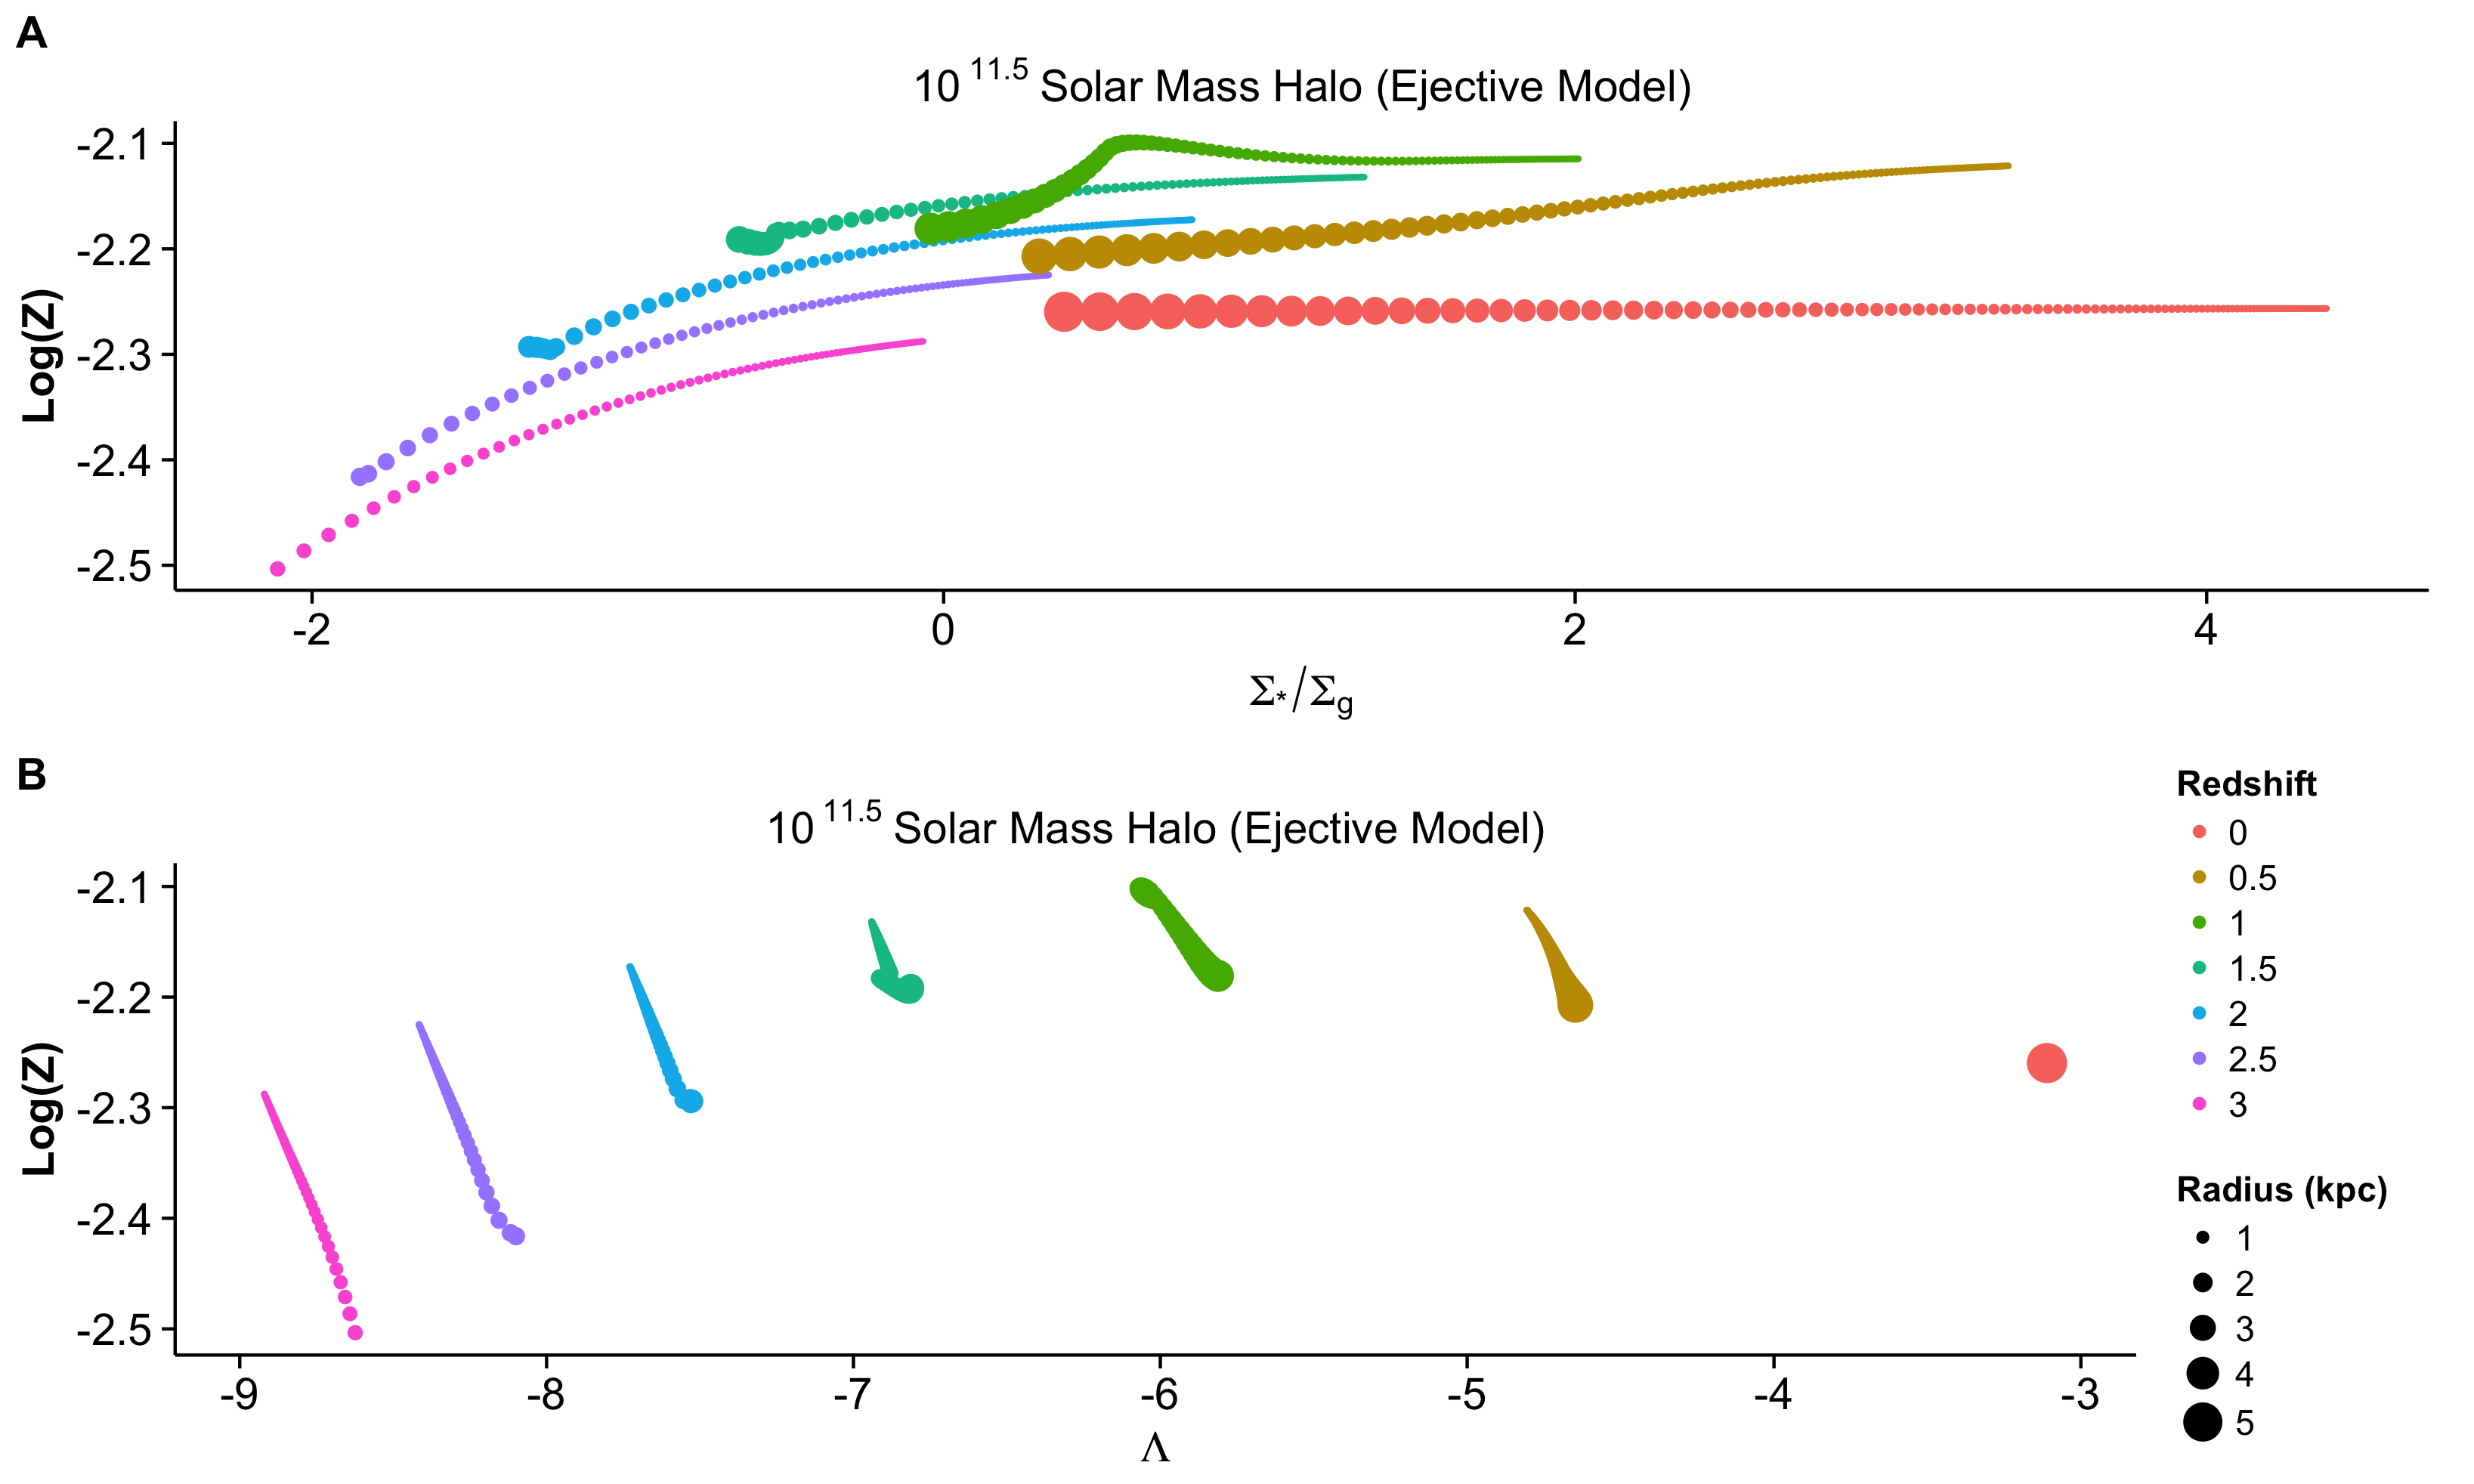 A
10 11.5 Solar Mass Halo (Ejective Model)
-2.1
-2.2
-2.3
-2.4
-2.5
Log(Z)
-2 0 2 4
Σ*/Σg
B
10 11.5 Solar Mass Halo (Ejective Model)
-2.1
-2.2
-2.3
-2.4
-2.5
Log(Z)
-9 -8 -7 -6 -5 -4 -3
Λ
Redshift
0
0.5
1
1.5
2
2.5
3
Radius (kpc)
1
2
3
4
5